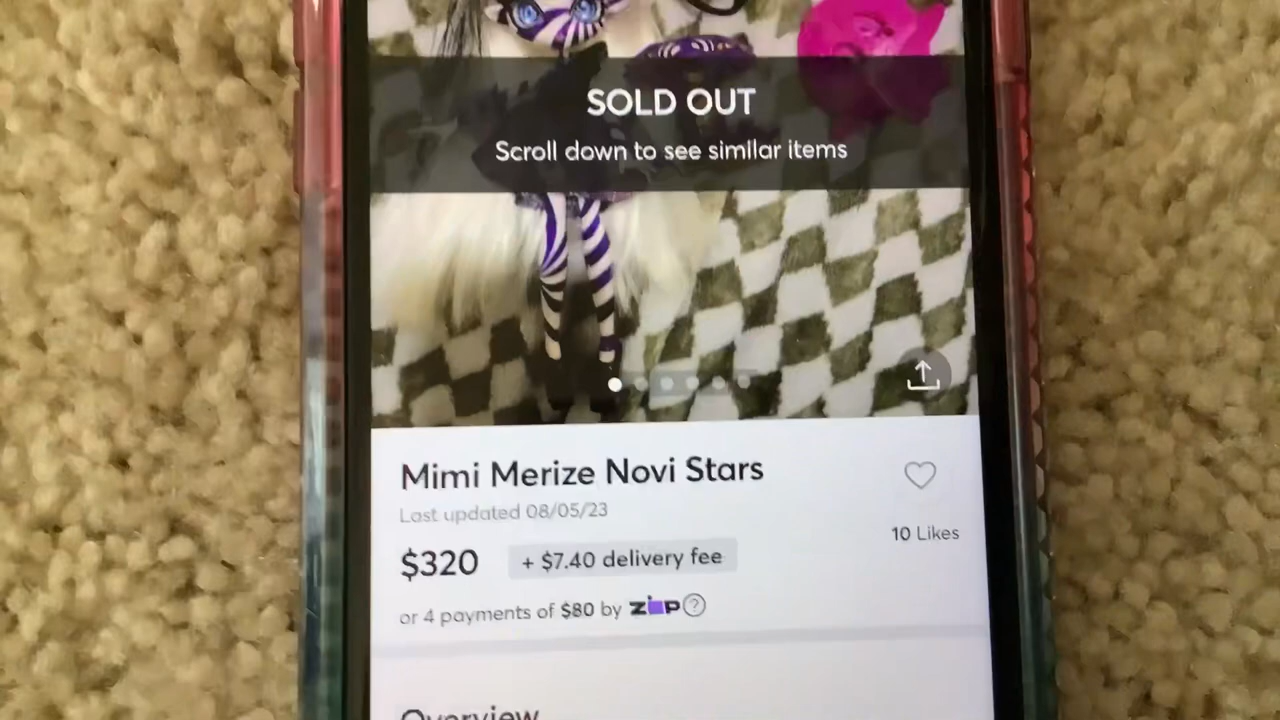 SOLD OUT
Scroll down to see similar items
Mimi Merize Novi Stars
Last updated 08/05/23
10 Likes
$320 + $7.40 delivery fee
or 4 payments of $80 by zip ?
Overview